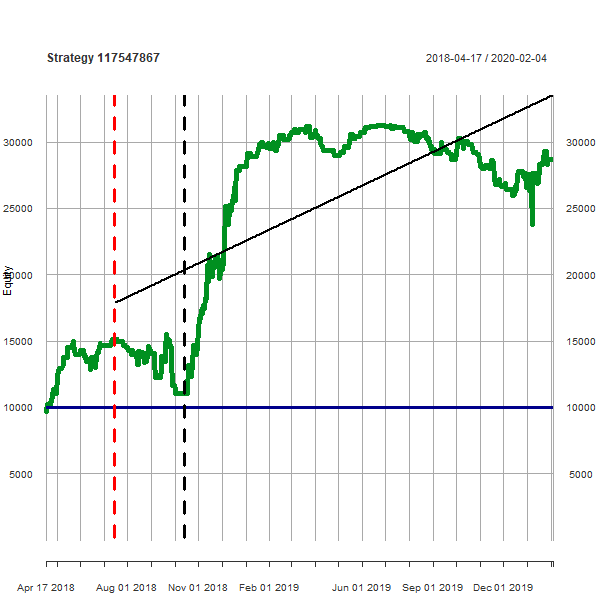 Strategy 117547867
2018-04-17 / 2020-02-04
30000
30000
25000
25000
Equity
20000
20000
15000
15000
10000
10000
5000
5000
Apr 17 2018
Aug 01 2018
Nov 01 2018
Feb 01 2019
Jun 01 2019
Sep 01 2019
Dec 01 2019